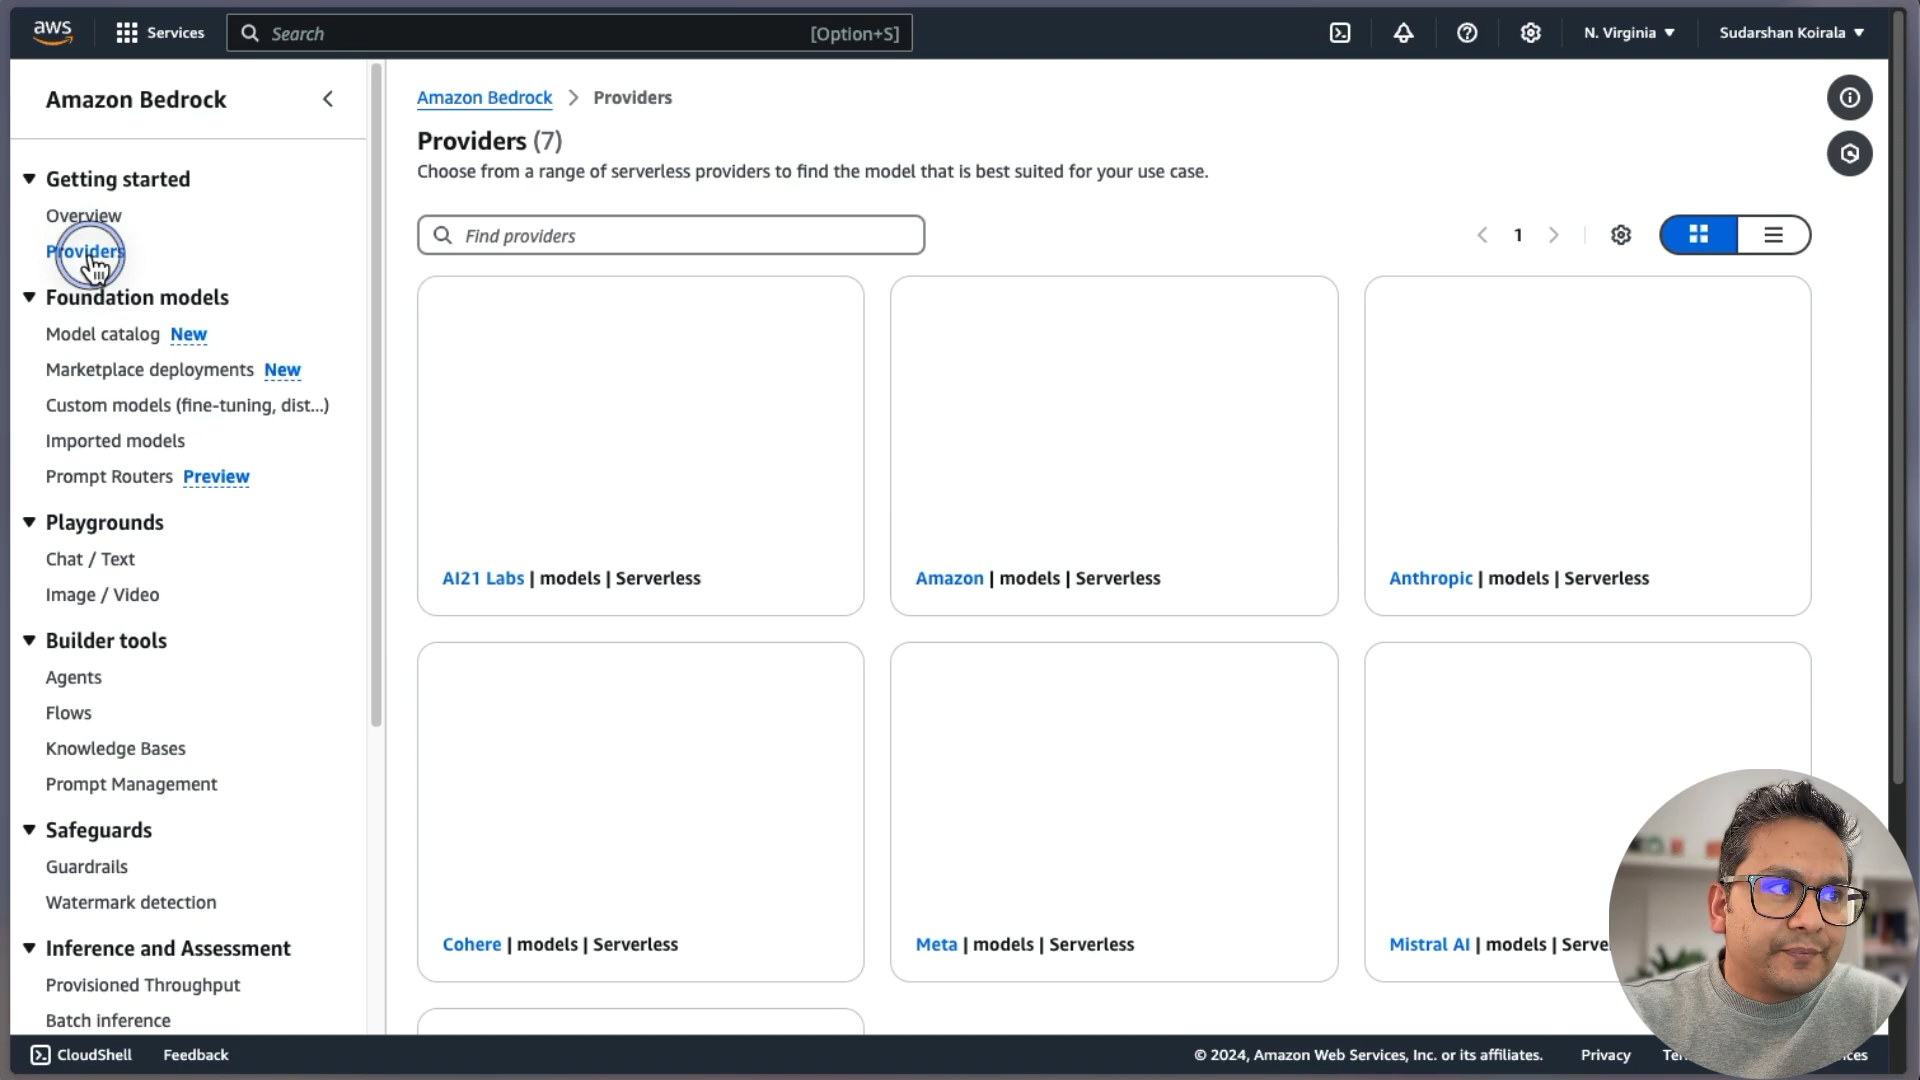 aws
Services
Search
[Option+S]
N. Virginia
Sudarshan Koirala
Amazon Bedrock
Getting started
Overview
Providers
Foundation models
Model catalog New
Marketplace deployments New
Custom models (fine-tuning, dist...)
Imported models
Prompt Routers Preview
Playgrounds
Chat / Text
Image / Video
Builder tools
Agents
Flows
Knowledge Bases
Prompt Management
Safeguards
Guardrails
Watermark detection
Inference and Assessment
Provisioned Throughput
Batch inference
Amazon Bedrock > Providers
Providers (7)
Choose from a range of serverless providers to find the model that is best suited for your use case.
Find providers
1
AI21 Labs | models | Serverless
Amazon | models | Serverless
Anthropic | models | Serverless
Cohere | models | Serverless
Meta | models | Serverless
Mistral AI | models |
CloudShell
Feedback
© 2024, Amazon Web Services, Inc. or its affiliates.
Privacy